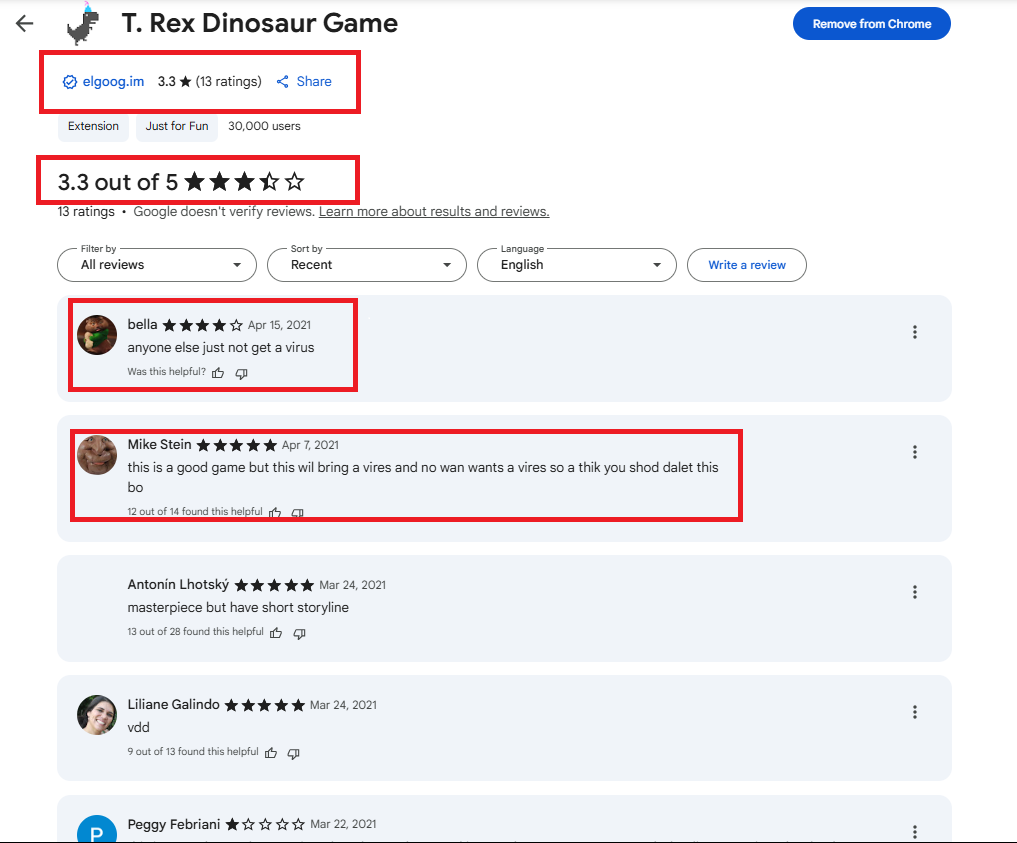 T. Rex Dinosaur Game
Remove from Chrome
elgoog.im 3.3 ★ (13 ratings) Share
Extension Just for Fun 30,000 users
3.3 out of 5
13 ratings • Google doesn't verify reviews. Learn more about results and reviews.
Filter by Sort by Language
All reviews Recent English Write a review
bella Apr 15, 2021
anyone else just not get a virus
Was this helpful?
Mike Stein Apr 7, 2021
this is a good game but this wil bring a vires and no wan wants a vires so a thik you shod dalet this
bo
12 out of 14 found this helpful
Antonín Lhotský Mar 24, 2021
masterpiece but have short storyline
13 out of 28 found this helpful
Liliane Galindo Mar 24, 2021
vdd
9 out of 13 found this helpful
P
Peggy Febriani Mar 22, 2021